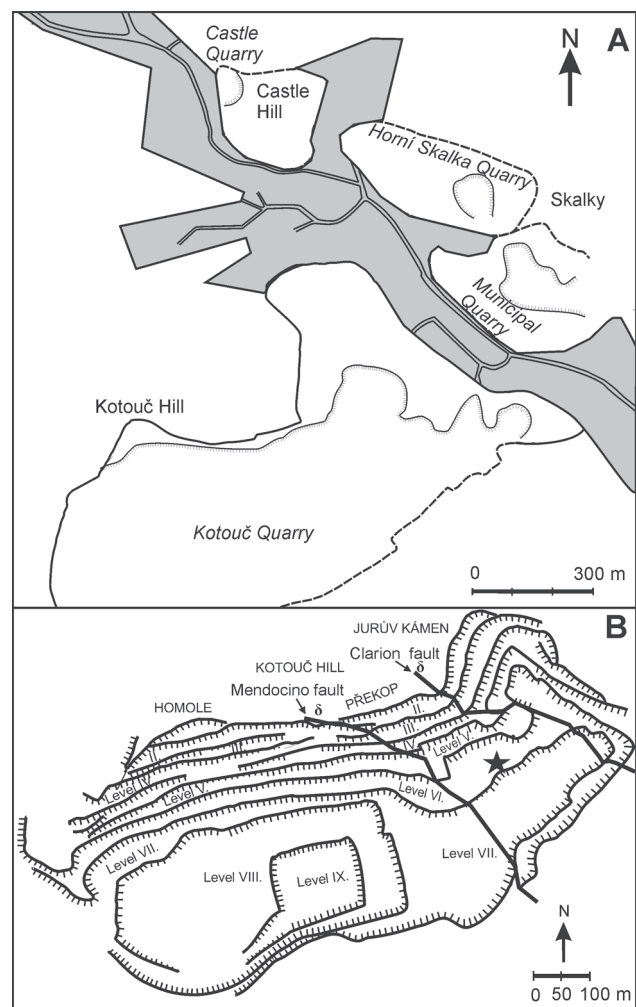 A
N
Castle
Quarry
Castle
Hill
Horní Skalka Quarry
Skalky
Municipal
Quarry
Kotouč Hill
Kotouč Quarry
0 300 m
B
JURŮV KÁMEN
Clarion fault
δ
KOTOUČ HILL
Mendocino fault
δ
PŘEKOP
HOMOLE
II.
III.
IV.
Level V.
II.
III.
Level IV.
Level V.
Level VI.
Level VII.
Level VIII.
Level IX.
Level VII.
N
0 50 100 m